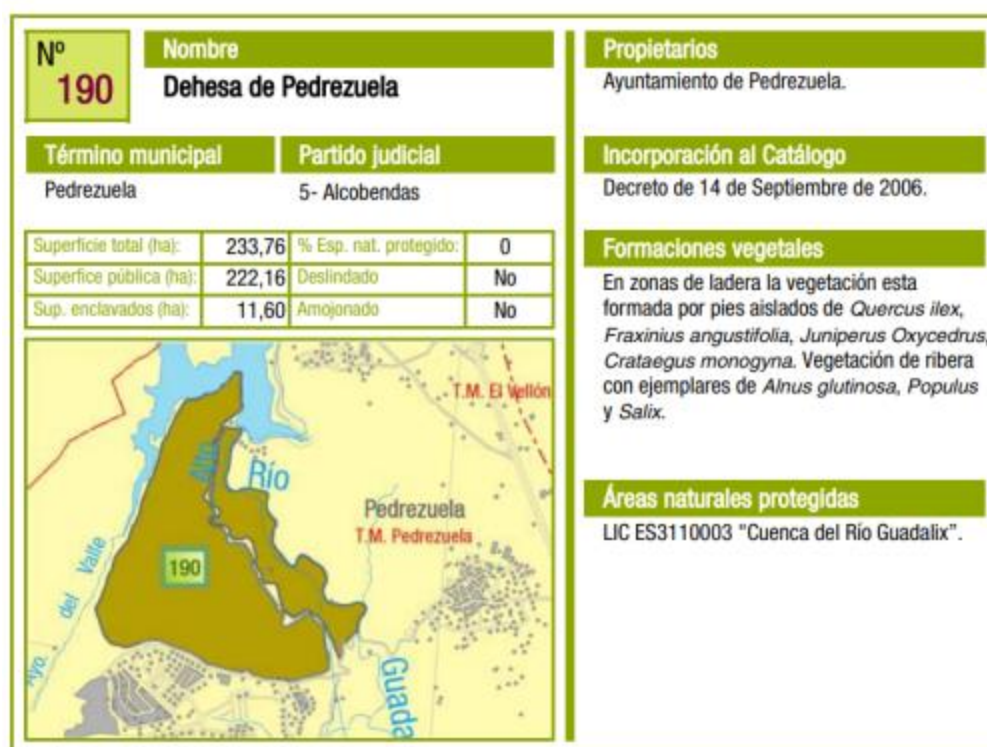 Nº
190
Nombre
Dehesa de Pedrezuela
Término municipal
Partido judicial
Pedrezuela
5- Alcobendas
Superficie total (ha): 233,76 % Esp. nat. protegido: 0
Superfice pública (ha): 222,16 Deslindado No
Sup. enclavados (ha): 11,60 Amojonado No
T.M. El Vellón
Alto
Río
Pedrezuela
T.M. Pedrezuela
190
Ayo. del Valle
Guada
Propietarios
Ayuntamiento de Pedrezuela.
Incorporación al Catálogo
Decreto de 14 de Septiembre de 2006.
Formaciones vegetales
En zonas de ladera la vegetación esta
formada por pies aislados de Quercus ilex,
Fraxinius angustifolia, Juniperus Oxycedrus,
Crataegus monogyna. Vegetación de ribera
con ejemplares de Alnus glutinosa, Populus
y Salix.
Áreas naturales protegidas
LIC ES3110003 "Cuenca del Río Guadalix”.